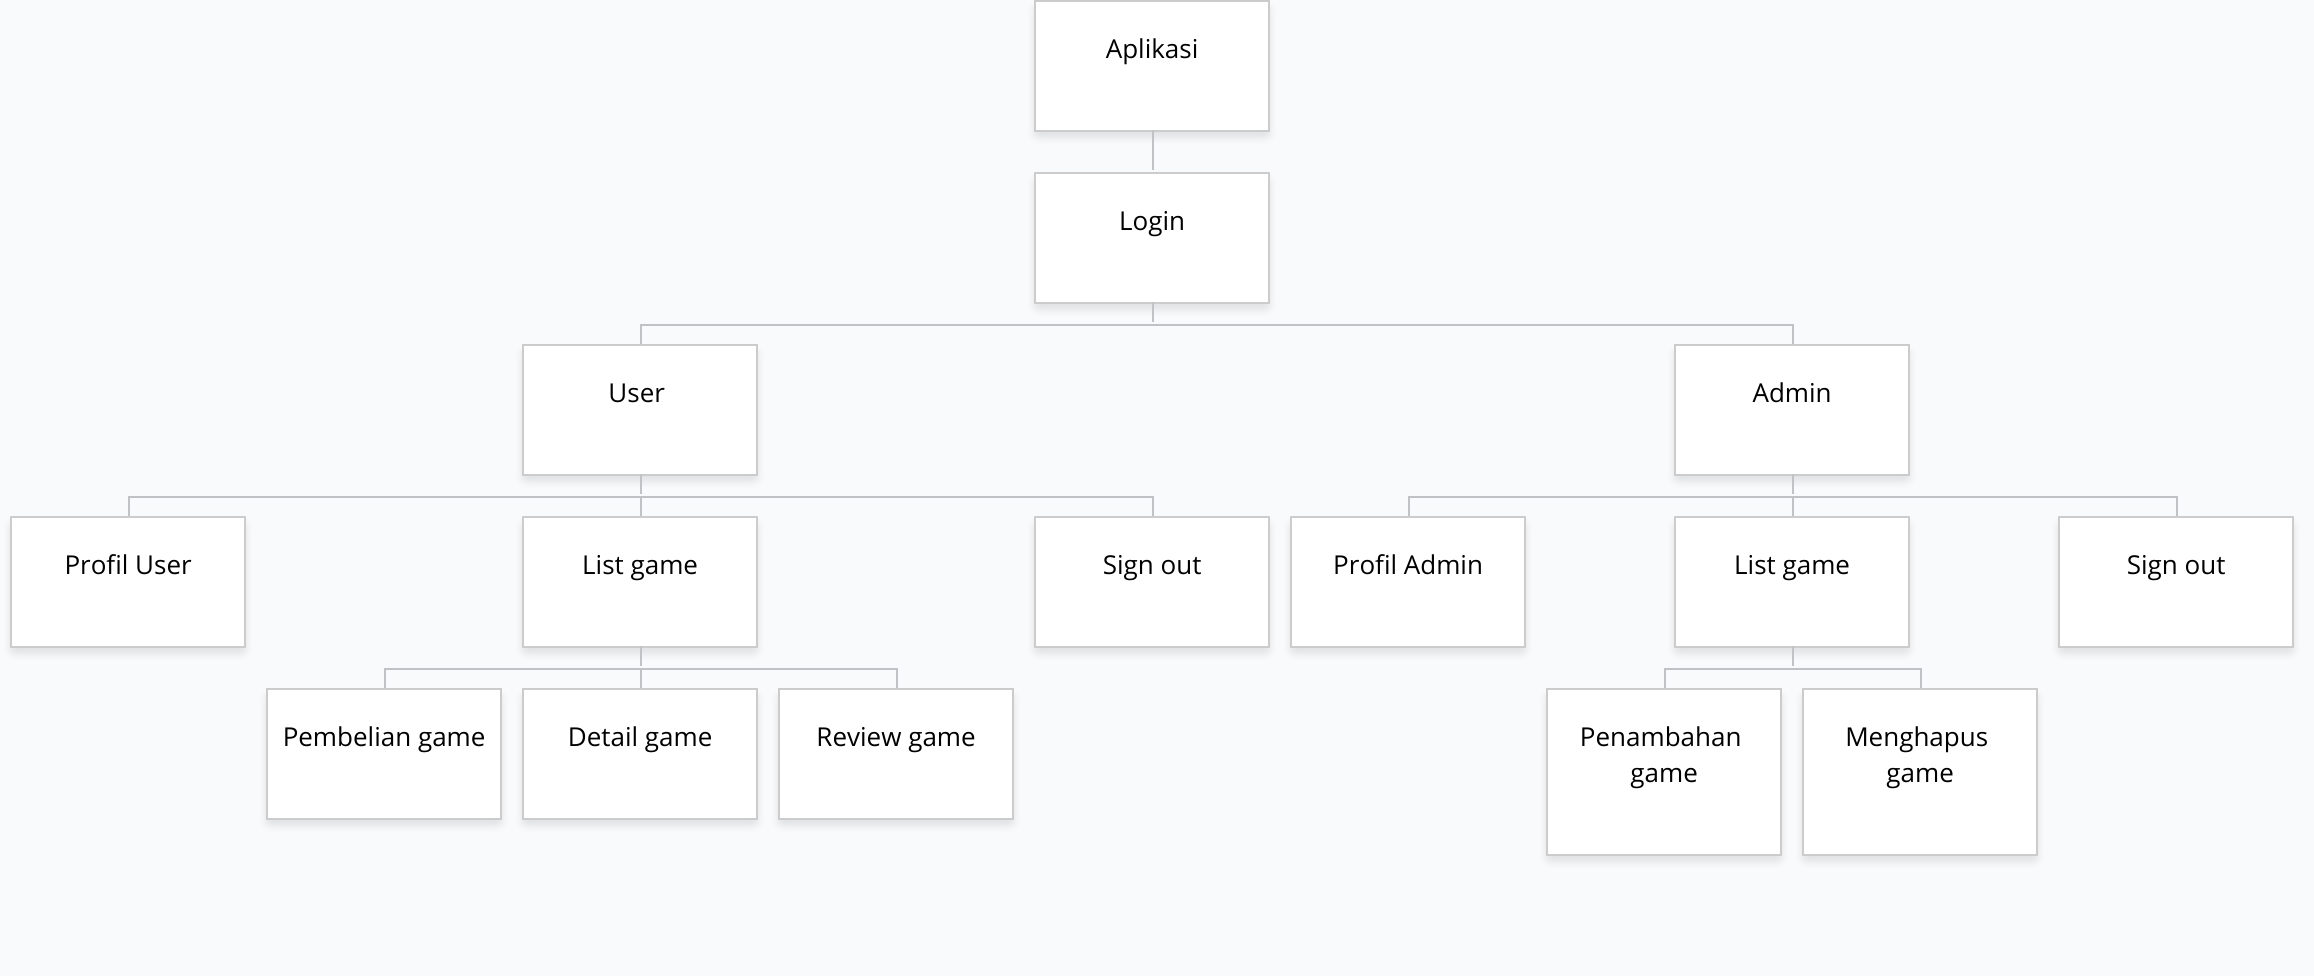 Aplikasi
Login
User
Admin
Profil User
List game
Sign out
Profil Admin
List game
Sign out
Pembelian game
Detail game
Review game
Penambahan
game
Menghapus
game